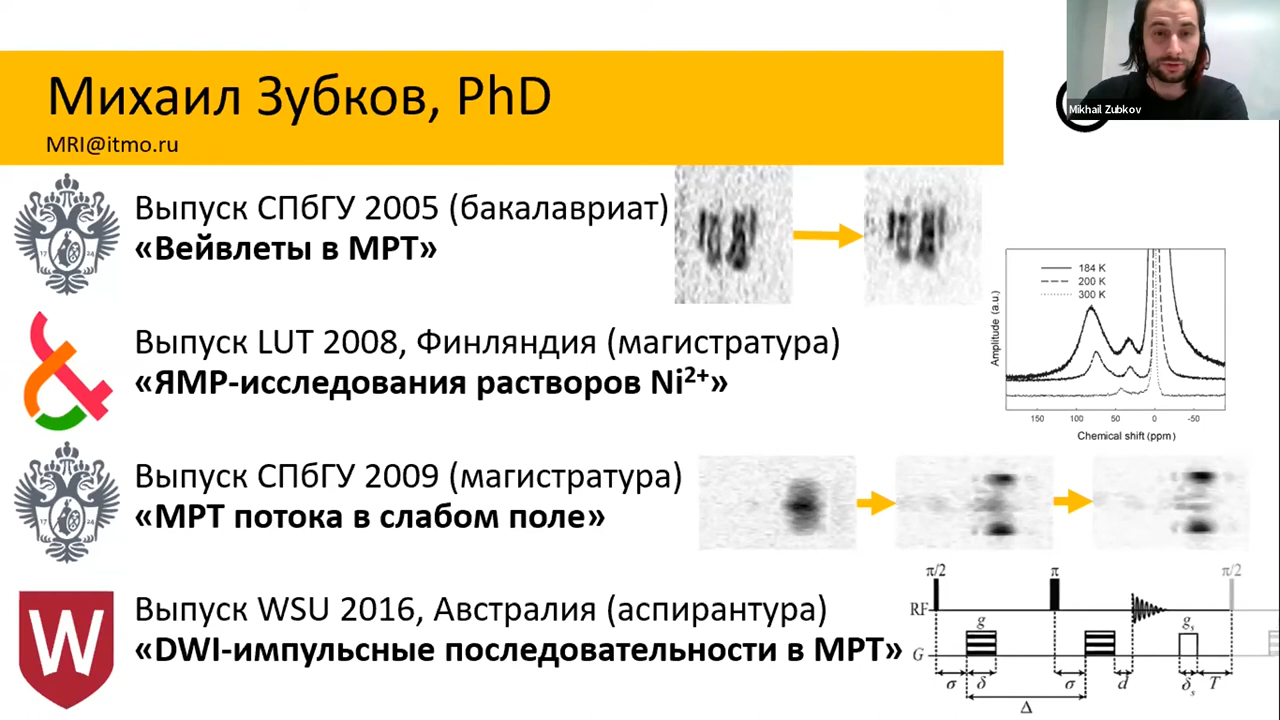 Михаил Зубков, PhD
MRI@itmo.ru
Mikhail Zubkov
Выпуск СПбГУ 2005 (бакалавриат)
«Вейвлеты в МРТ»
Выпуск LUT 2008, Финляндия (магистратура)
«ЯМР-исследования растворов Ni²⁺»
184 K
200 K
300 K
Amplitude (a.u.)
150 100 50 0 -50
Chemical shift (ppm)
Выпуск СПбГУ 2009 (магистратура)
«МРТ потока в слабом поле»
Выпуск WSU 2016, Австралия (аспирантура)
«DWI-импульсные последовательности в МРТ»
W
π/2 π π/2
RF
g gₛ
G
σ δ σ d δₛ T
Δ